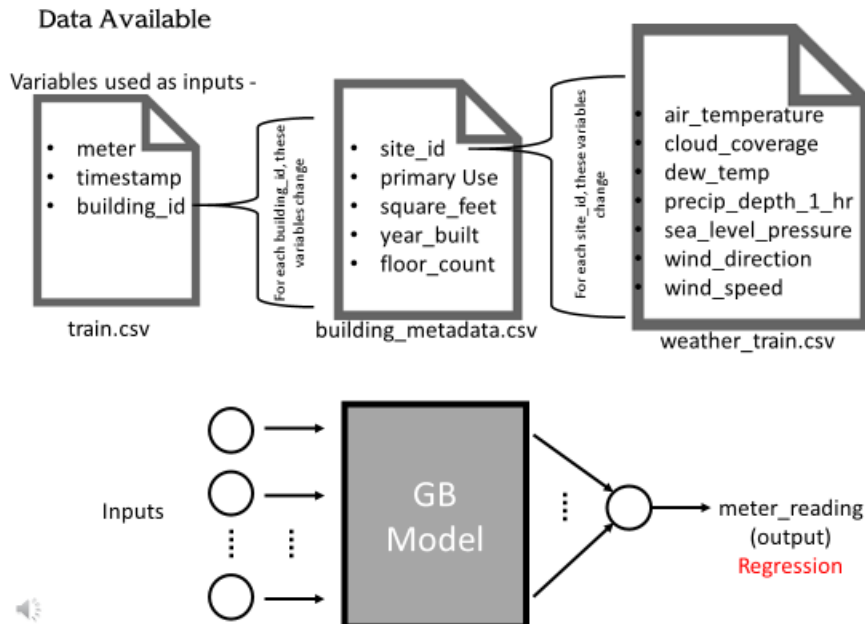 Data Available
Variables used as inputs -
• meter
• timestamp
• building_id
train.csv
For each building_id, these
variables change
• site_id
• primary Use
• square_feet
• year_built
• floor_count
building_metadata.csv
For each site_id, these variables
change
• air_temperature
• cloud_coverage
• dew_temp
• precip_depth_1_hr
• sea_level_pressure
• wind_direction
• wind_speed
weather_train.csv
Inputs
GB
Model
meter_reading
(output)
Regression